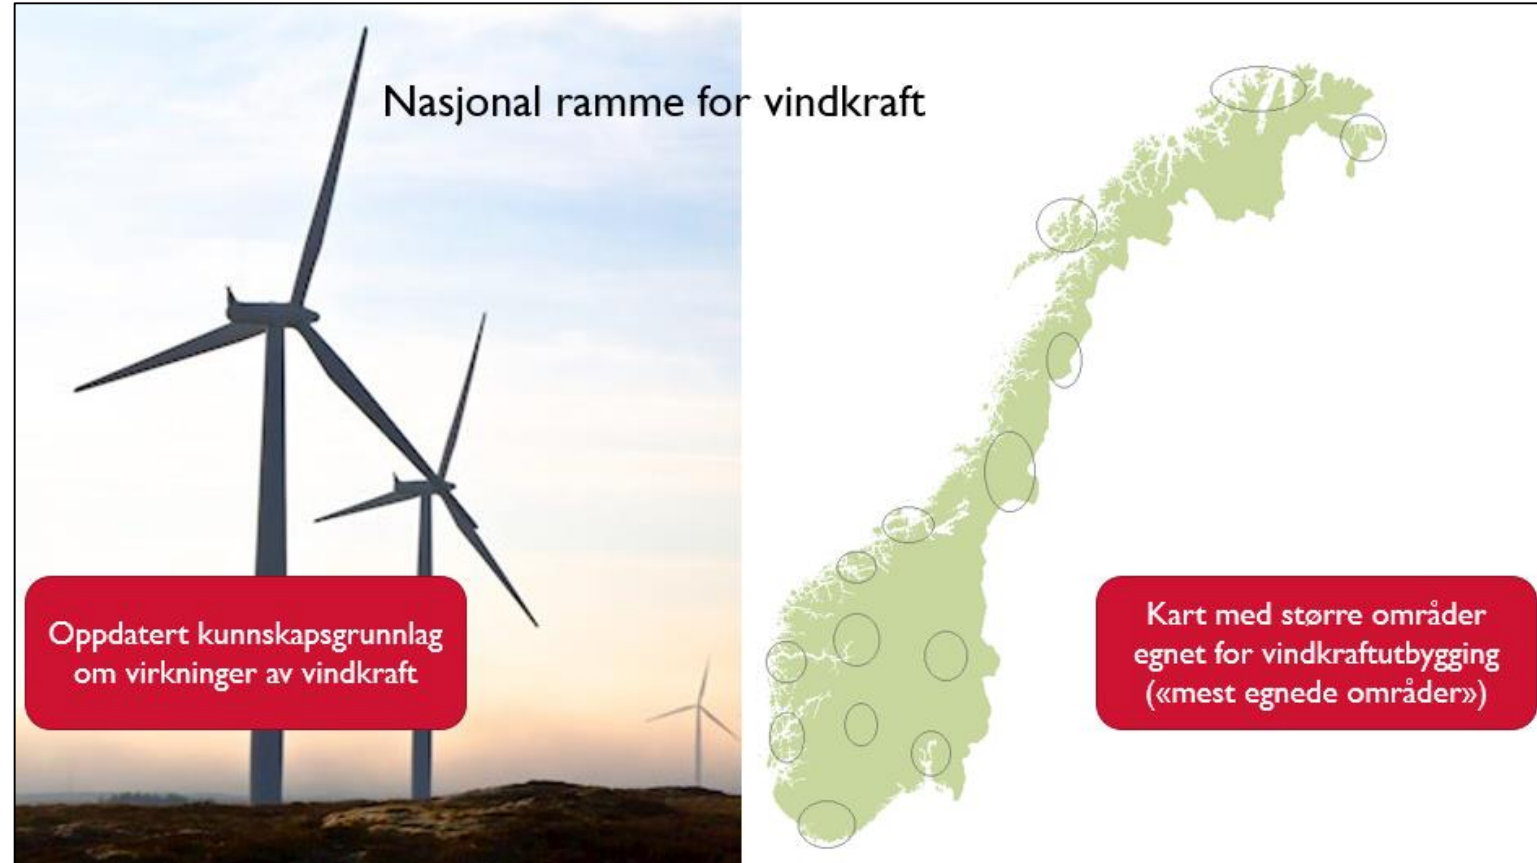 Nasjonal ramme for vindkraft
Oppdatert kunnskapsgrunnlag
om virkninger av vindkraft
Kart med større områder
egnet for vindkraftutbygging
(«mest egnede områder»)